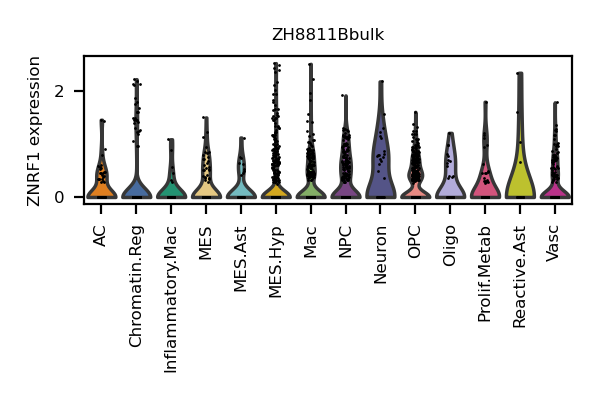 ZH8811Bbulk
ZNRF1 expression
2
0
AC
Chromatin.Reg
Inflammatory.Mac
MES
MES.Ast
MES.Hyp
Mac
NPC
Neuron
OPC
Oligo
Prolif.Metab
Reactive.Ast
Vasc